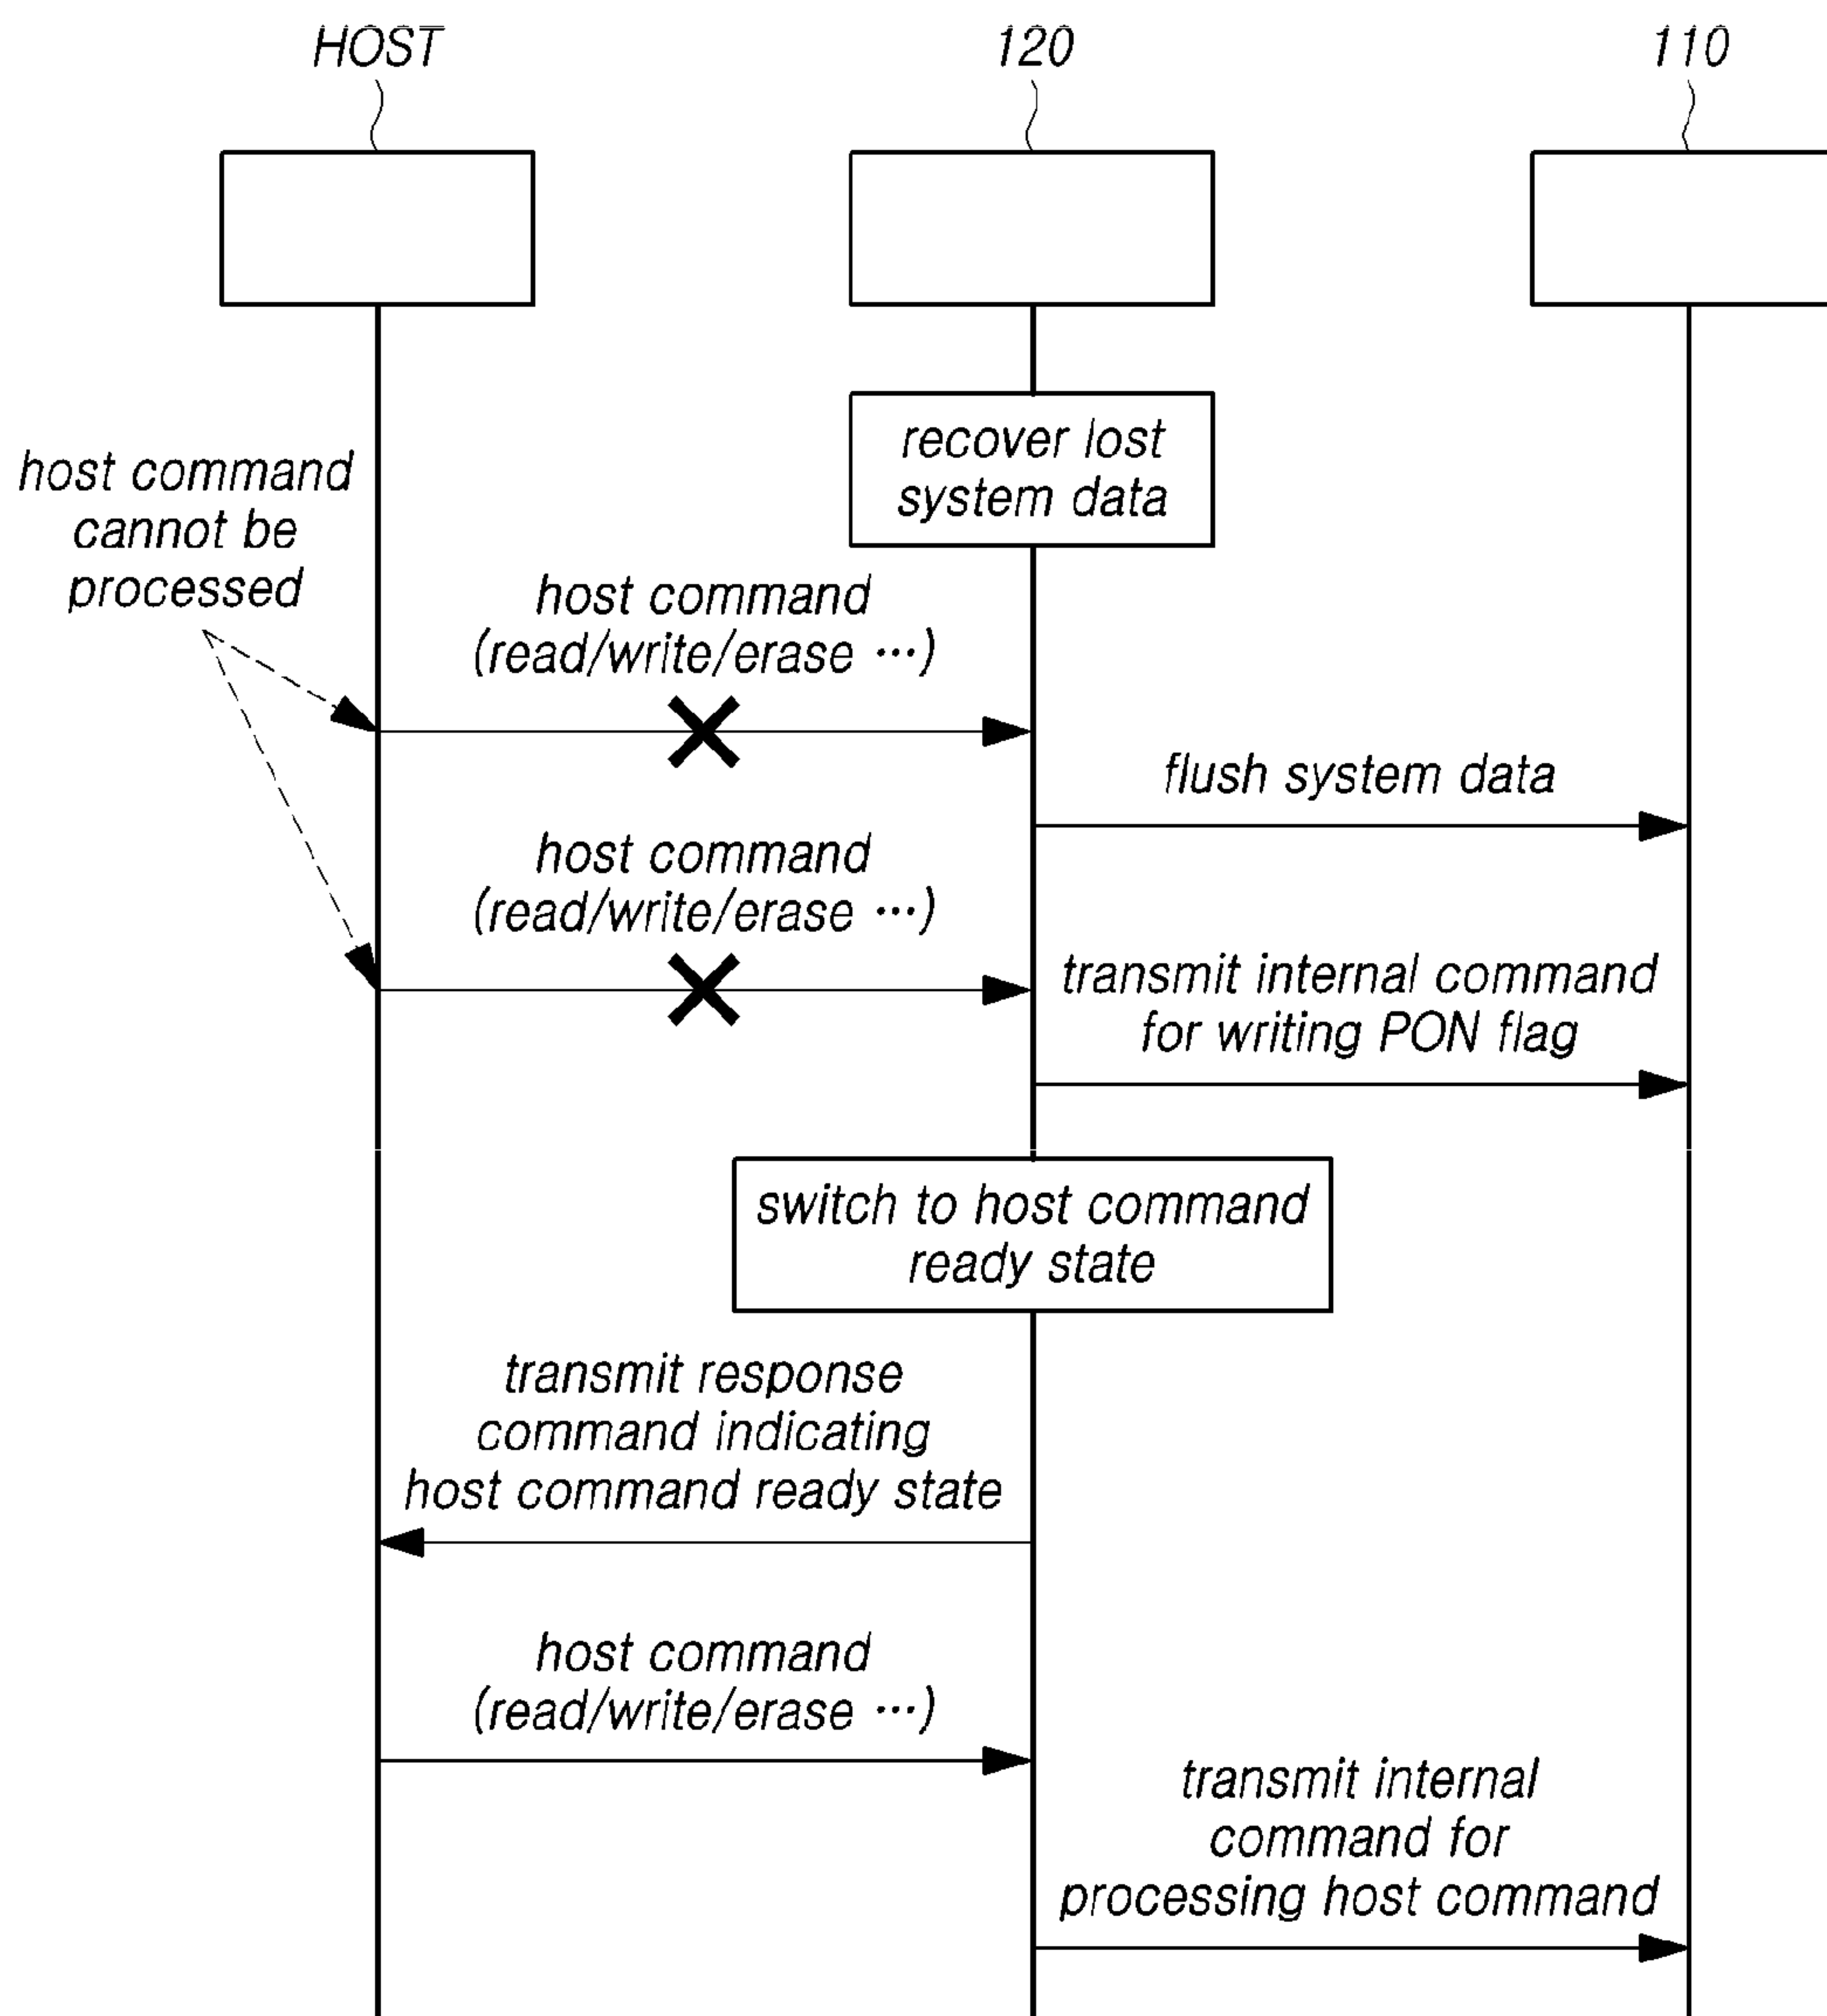 HOST
120
110
recover lost
system data
host command
cannot be
processed
host command
(read/write/erase ···)
flush system data
host command
(read/write/erase ···)
transmit internal command
for writing PON flag
switch to host command
ready state
transmit response
command indicating
host command ready state
host command
(read/write/erase ···)
transmit internal
command for
processing host command